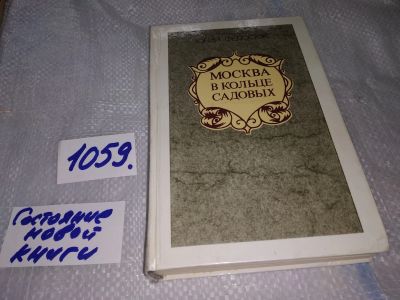 МОСКВА
В КОЛЬЦЕ
САДОВЫХ
1059.
Состояние
новой
книги